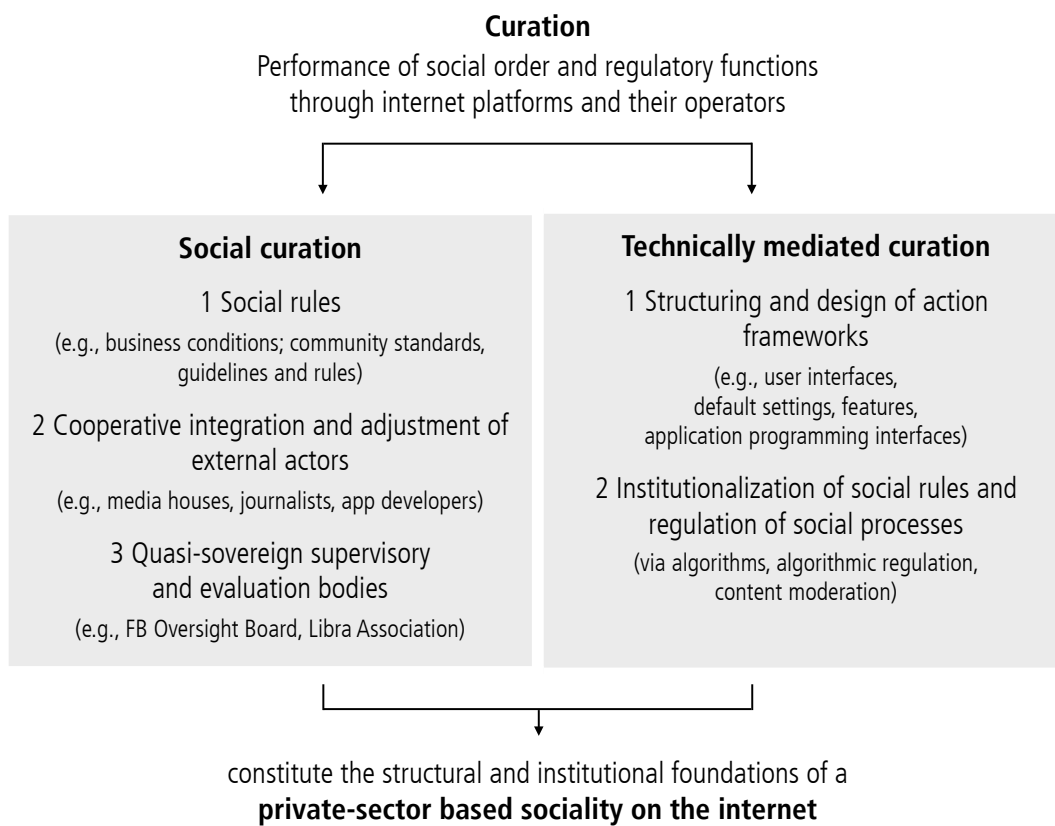 Curation
Performance of social order and regulatory functions
through internet platforms and their operators
Social curation
1 Social rules
(e.g., business conditions; community standards,
guidelines and rules)
2 Cooperative integration and adjustment of
external actors
(e.g., media houses, journalists, app developers)
3 Quasi-sovereign supervisory
and evaluation bodies
(e.g., FB Oversight Board, Libra Association)
Technically mediated curation
1 Structuring and design of action
frameworks
(e.g., user interfaces,
default settings, features,
application programming interfaces)
2 Institutionalization of social rules and
regulation of social processes
(via algorithms, algorithmic regulation,
content moderation)
constitute the structural and institutional foundations of a
private-sector based sociality on the internet